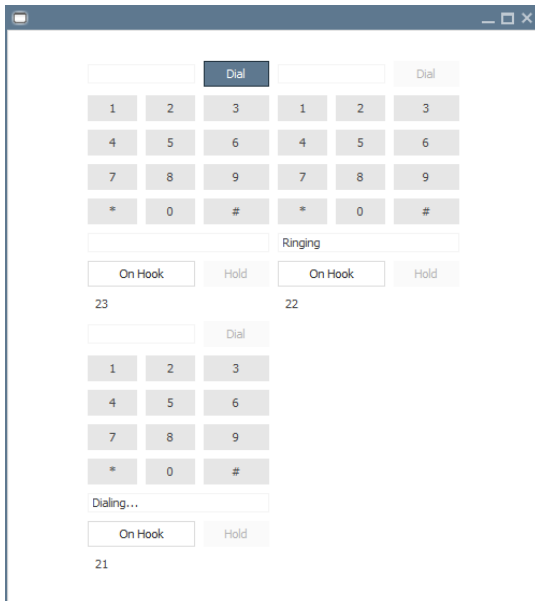 Dial Dial
1 2 3 1 2 3
4 5 6 4 5 6
7 8 9 7 8 9
* 0 # * 0 #
Ringing
On Hook Hold On Hook Hold
23 22
Dial
1 2 3
4 5 6
7 8 9
* 0 #
Dialing...
On Hook Hold
21